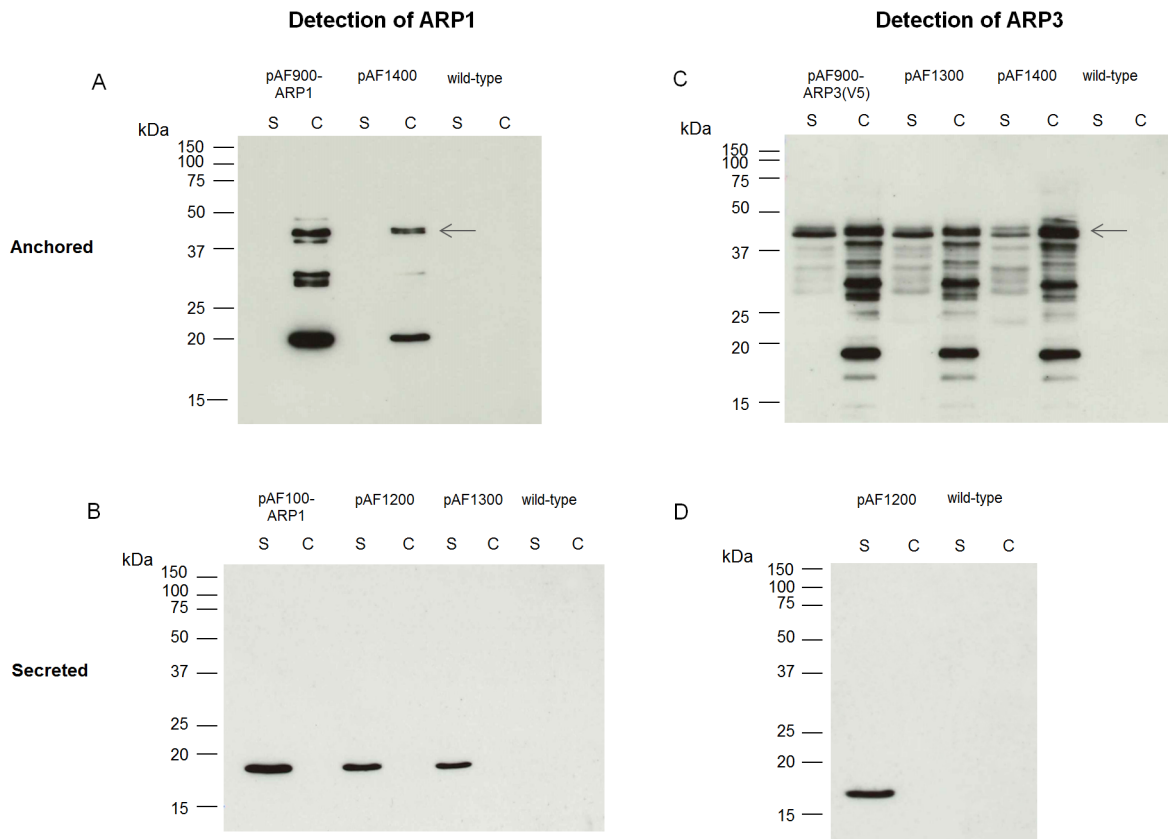 Detection of ARP1
Detection of ARP3
A
pAF900-
ARP1
pAF1400
wild-type
S C S C S C
kDa
150
100
75
50
37
25
20
15
Anchored
C
pAF900-
ARP3(V5)
pAF1300
pAF1400
wild-type
S C S C S C S C
kDa
150
100
75
50
37
25
20
15
B
pAF100-
ARP1
pAF1200
pAF1300
wild-type
S C S C S C S C
kDa
150
100
75
50
37
25
20
15
Secreted
D
pAF1200
wild-type
S C S C
kDa
150
100
75
50
37
25
20
15